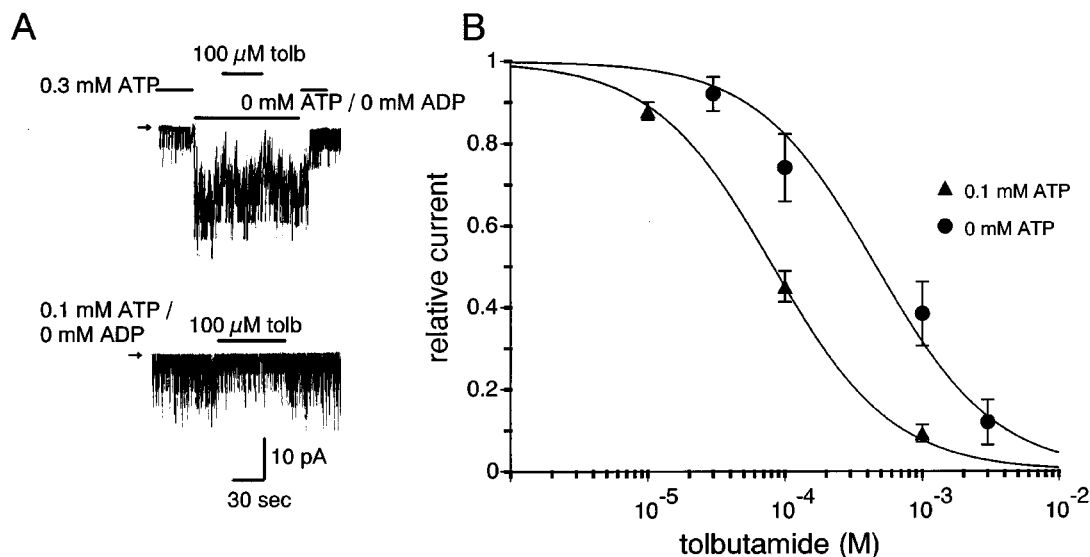 A
100 μM tolb
0.3 mM ATP
0 mM ATP / 0 mM ADP
0.1 mM ATP /
0 mM ADP
100 μM tolb
10 pA
30 sec
B
1
0.8
0.6
0.4
0.2
0
relative current
0.1 mM ATP
0 mM ATP
10⁻⁵
10⁻⁴
10⁻³
10⁻²
tolbutamide (M)